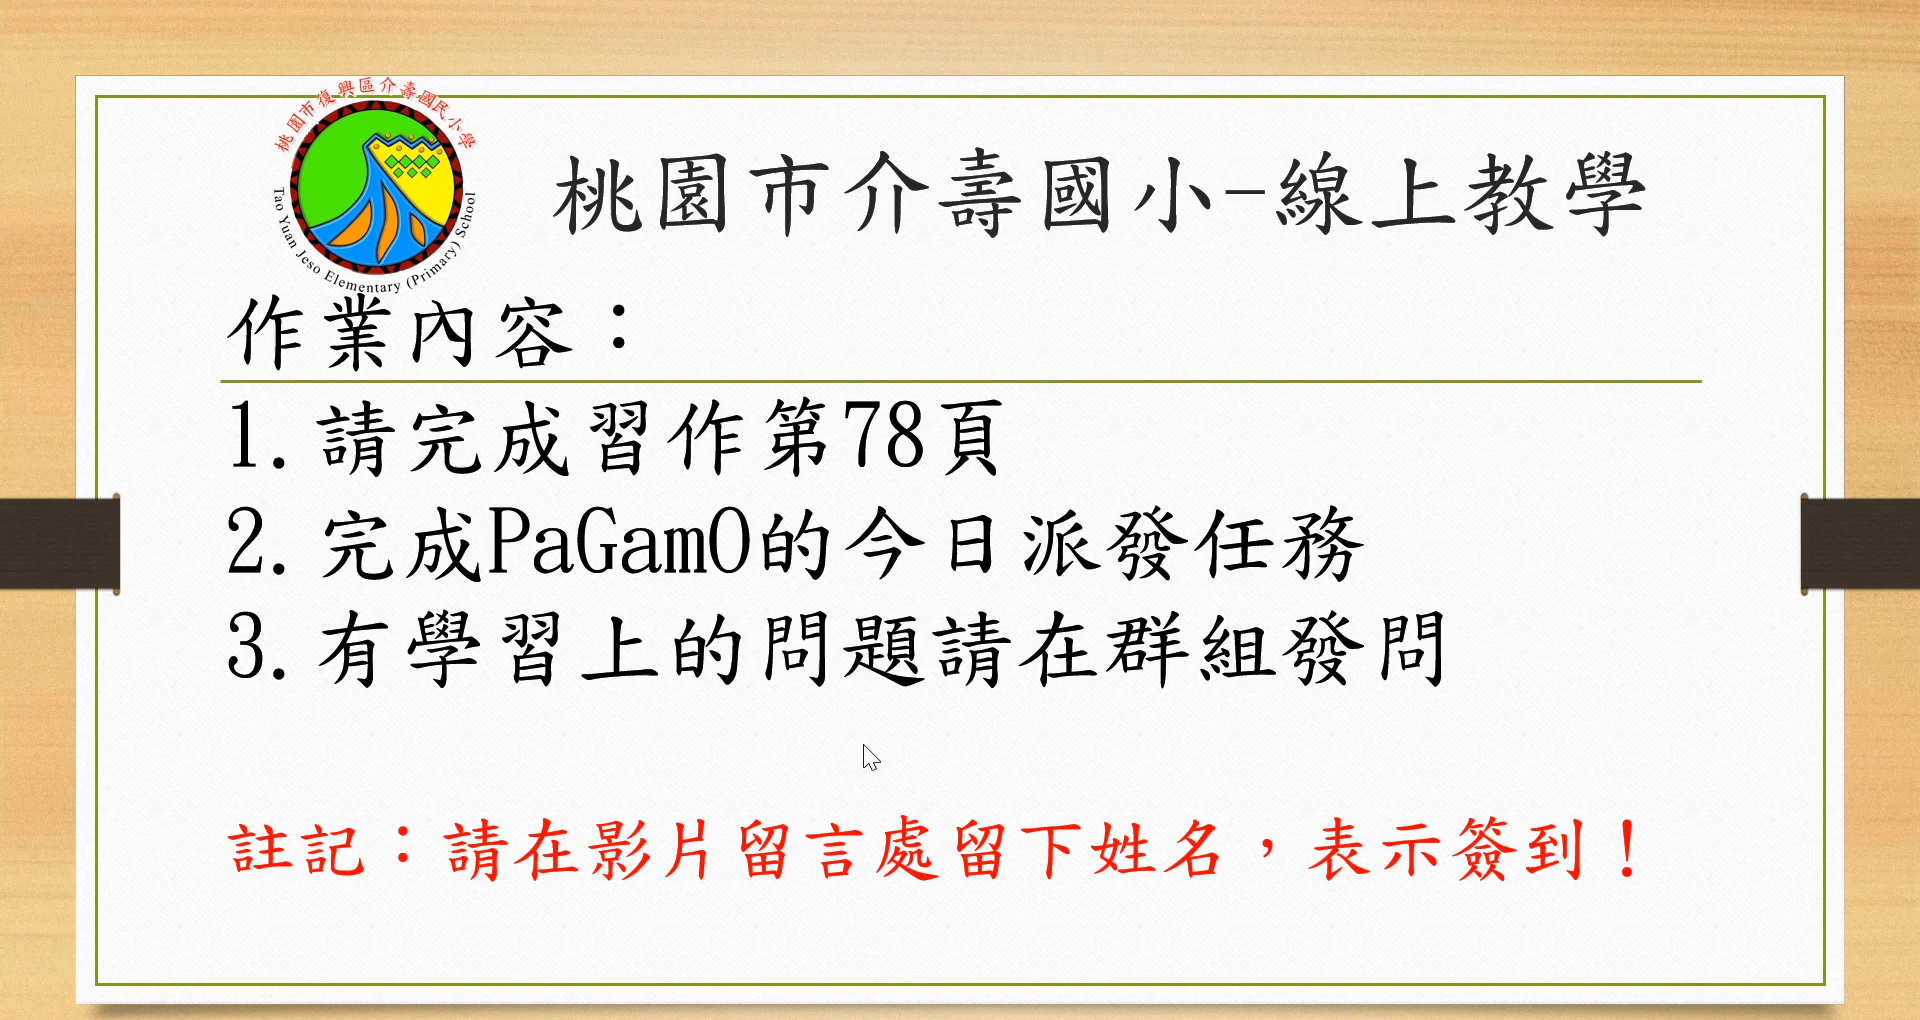 桃園市復興區介壽國民小學
Tao Yuan Jeso Elementary (Primary) School
桃園市介壽國小-線上教學
作業內容：
1.請完成習作第78頁
2.完成PaGamO的今日派發任務
3.有學習上的問題請在群組發問
註記：請在影片留言處留下姓名，表示簽到！